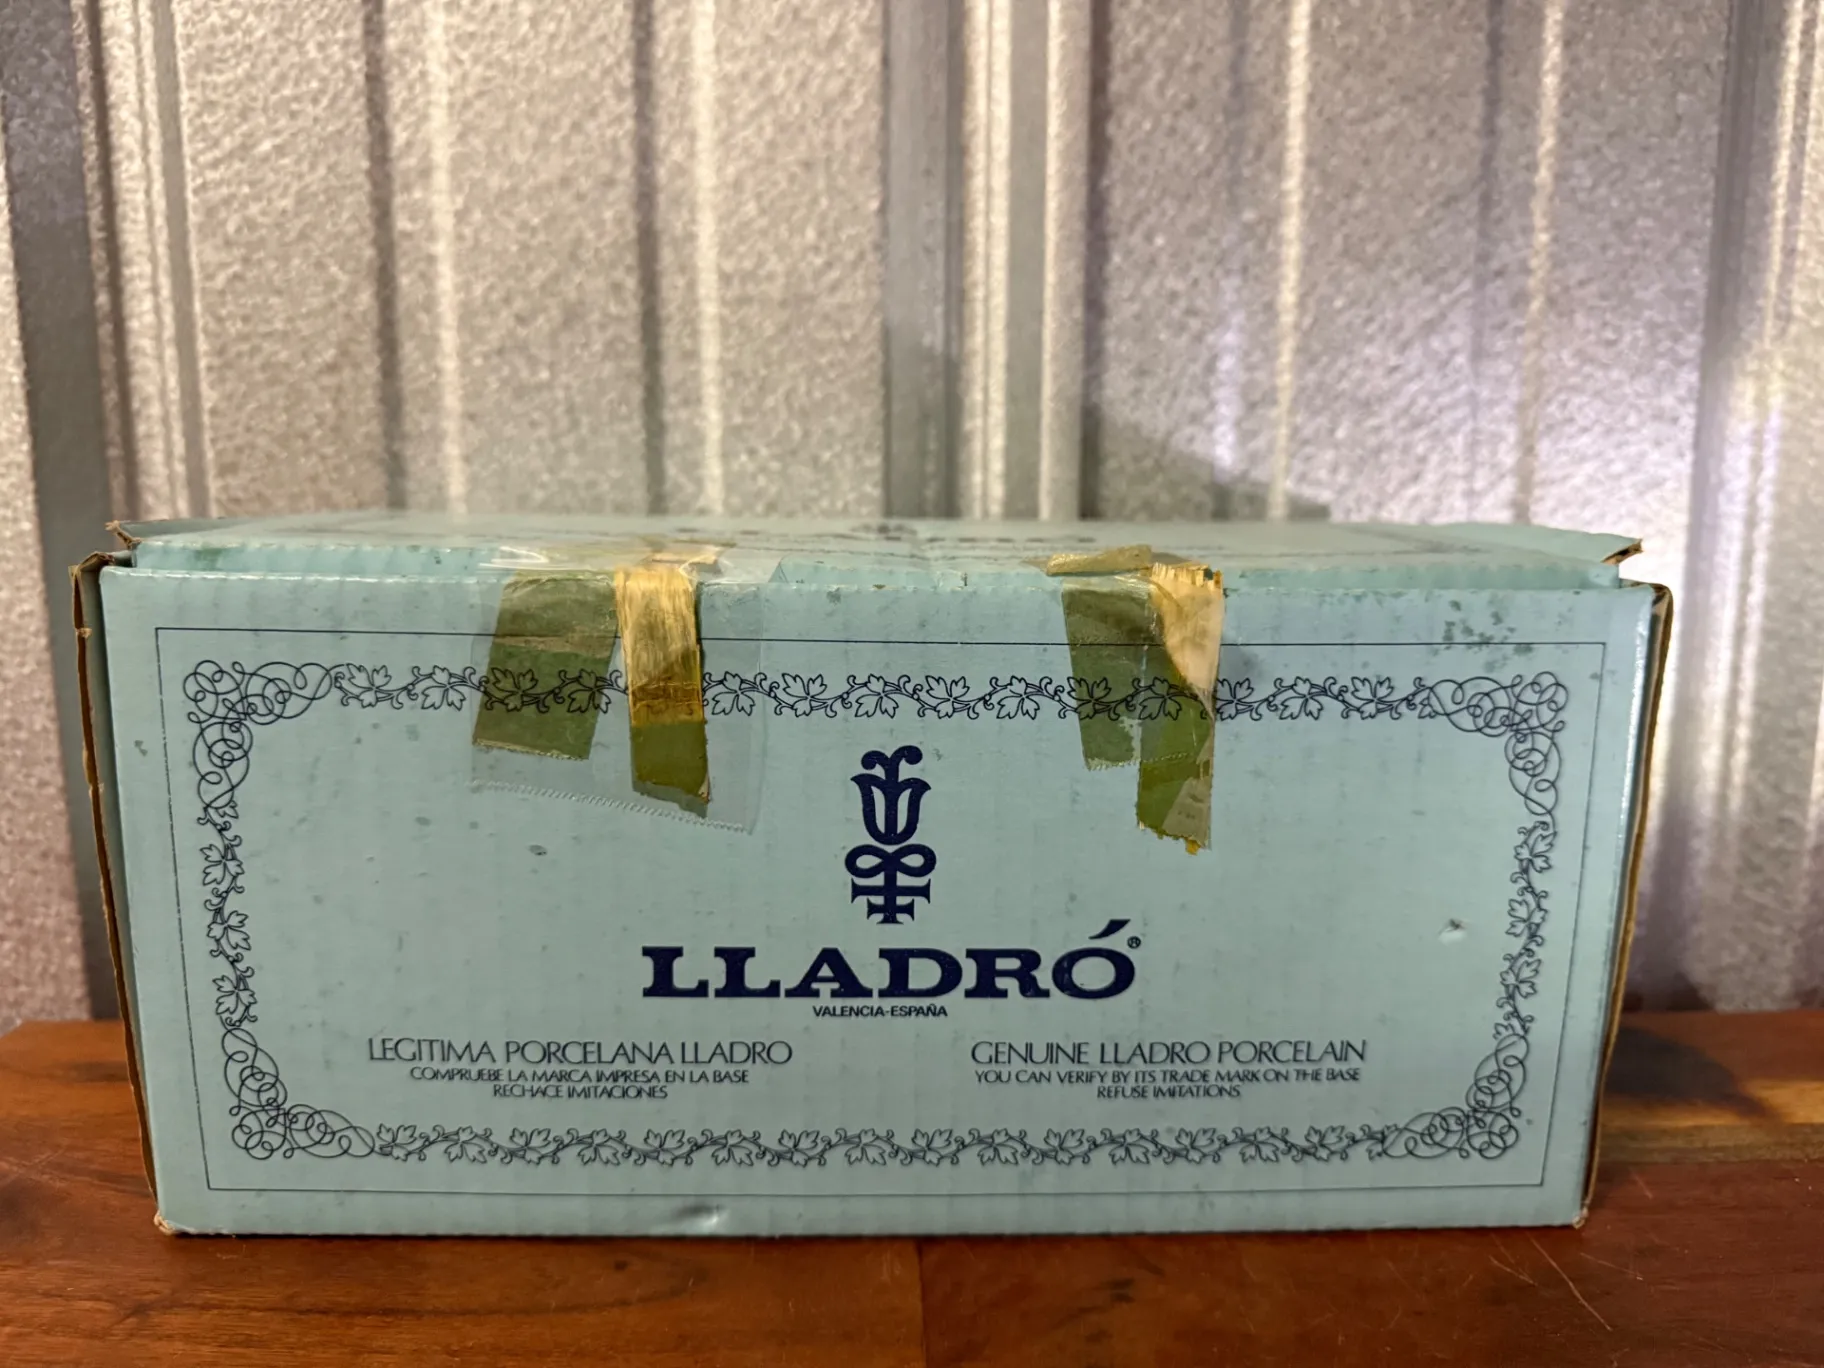 LLADRÓ®
VALENCIA-ESPAÑA
LEGITIMA PORCELANA LLADRO
COMPRUEBE LA MARCA IMPRESA EN LA BASE
RECHACE IMITACIONES
GENUINE LLADRO PORCELAIN
YOU CAN VERIFY BY ITS TRADE MARK ON THE BASE
REFUSE IMITATIONS